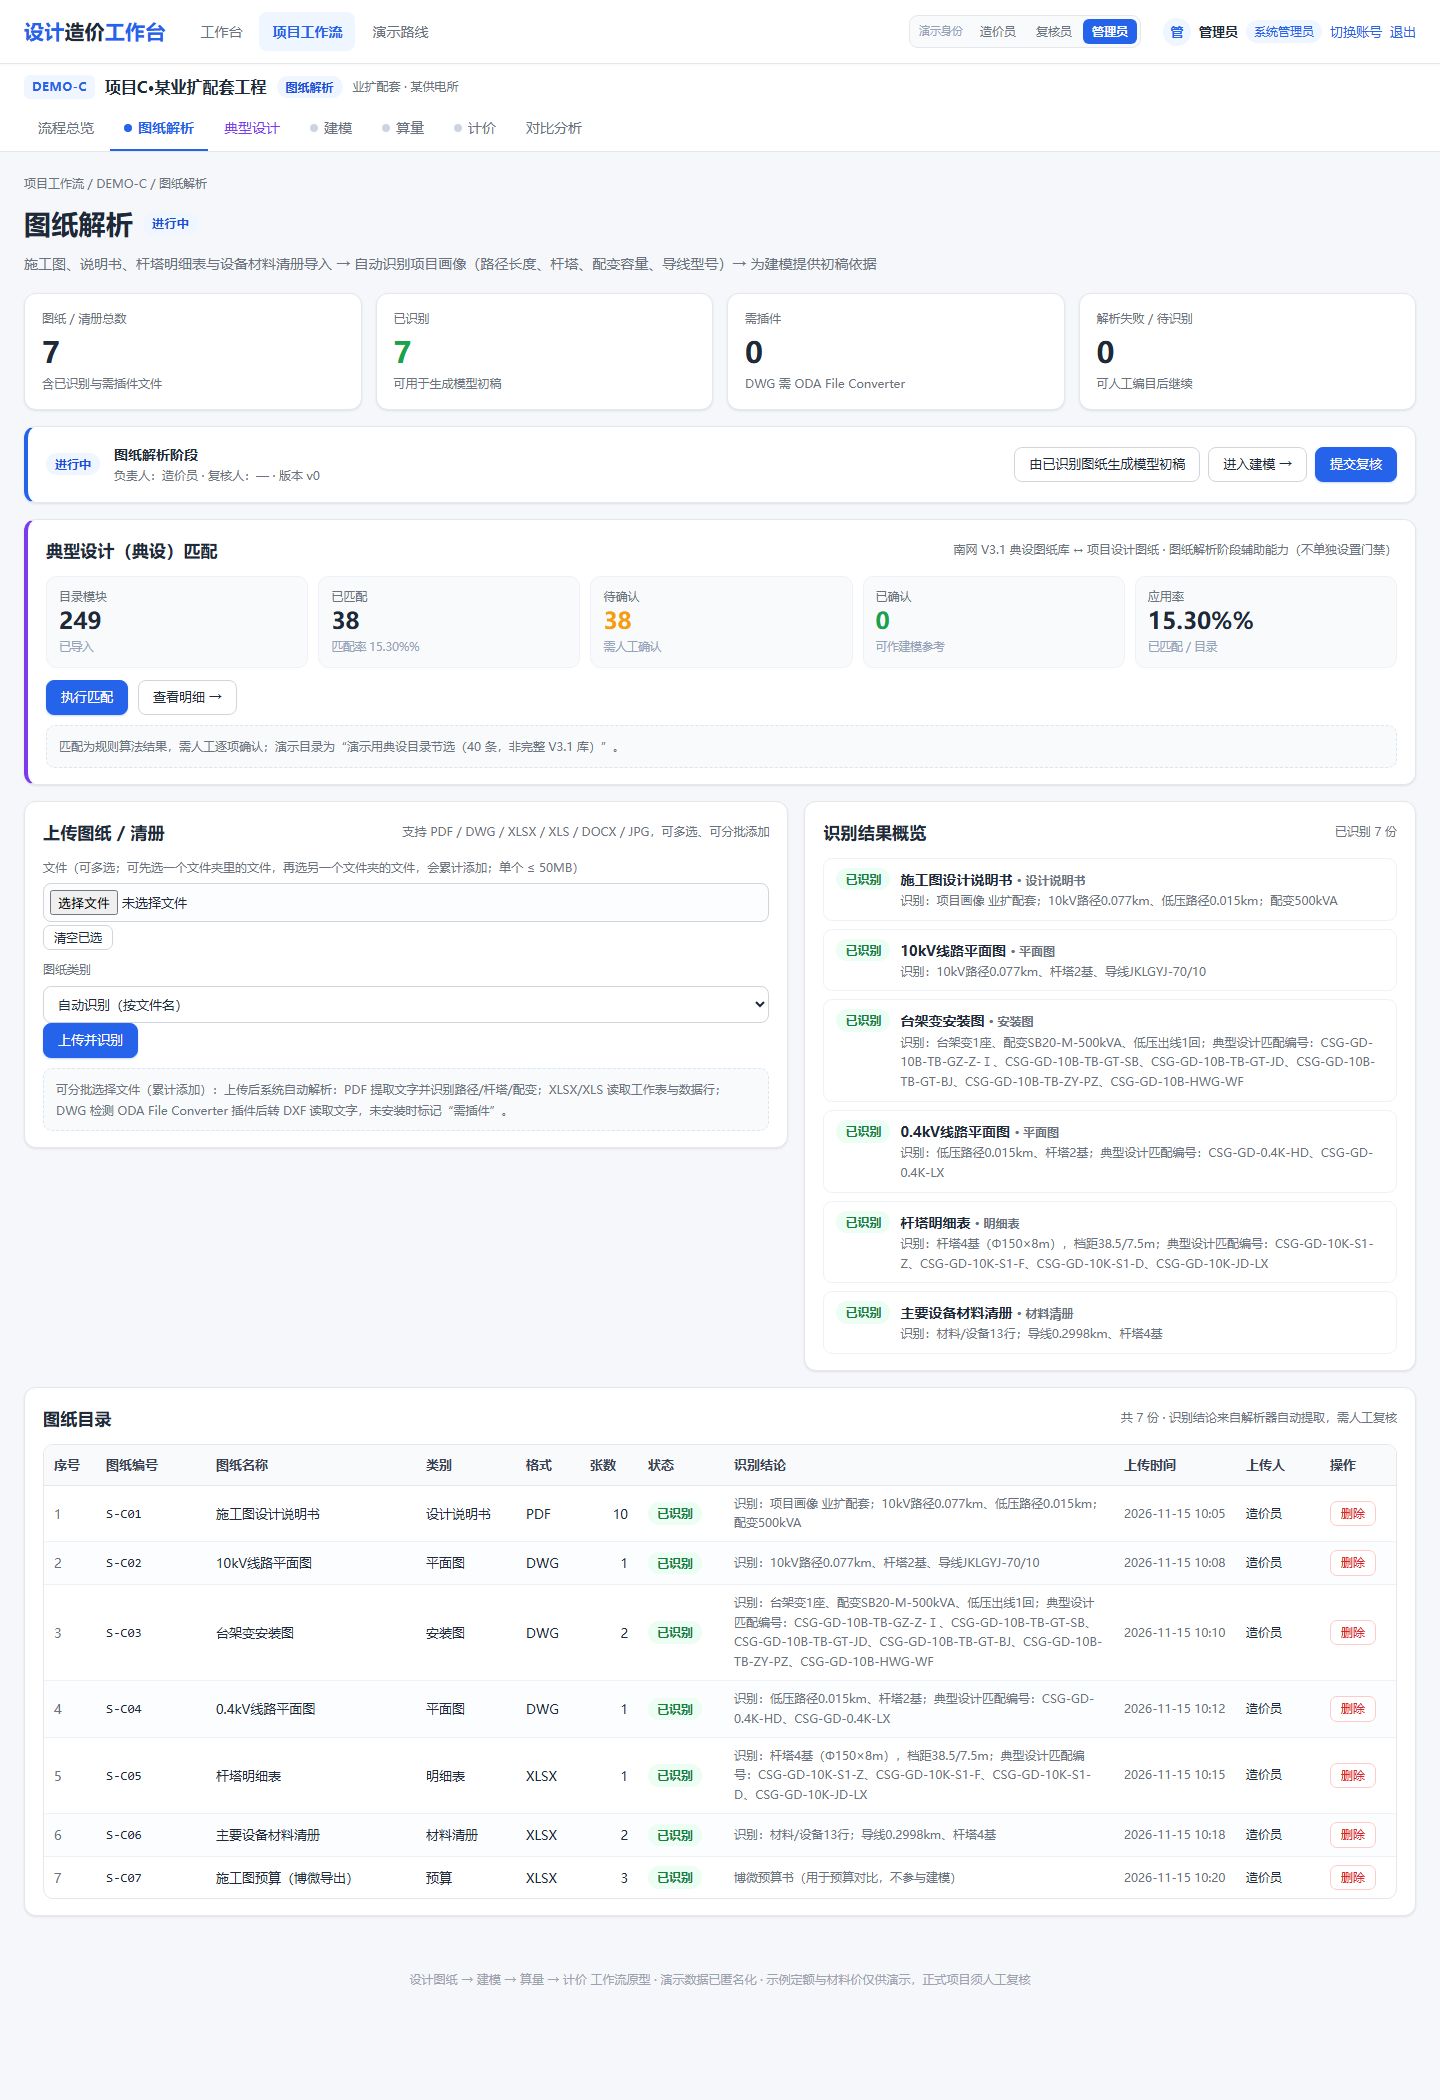 设计造价工作台
工作台
项目工作流
演示路线
演示身份
造价员
复核员
管理员
管
管理员
系统管理员
切换账号
退出
DEMO-C
项目C·某业扩配套工程
图纸解析
业扩配套 · 某供电所
流程总览
图纸解析
典型设计
建模
算量
计价
对比分析
项目工作流 / DEMO-C / 图纸解析
图纸解析
进行中
施工图、说明书、杆塔明细表与设备材料清册导入 → 自动识别项目画像（路径长度、杆塔、配变容量、导线型号）→ 为建模提供初稿依据
图纸 / 清册总数
7
含已识别与需插件文件
已识别
7
可用于生成模型初稿
需插件
0
DWG 需 ODA File Converter
解析失败 / 待识别
0
可人工编目后继续
进行中
图纸解析阶段
负责人：造价员 · 复核人：— · 版本 v0
由已识别图纸生成模型初稿
进入建模 →
提交复核
典型设计（典设）匹配
南网 V3.1 典设图纸库 ↔ 项目设计图纸 · 图纸解析阶段辅助能力（不单独设置门禁）
目录模块
249
已导入
已匹配
38
匹配率 15.30%%
待确认
38
需人工确认
已确认
0
可作建模参考
应用率
15.30%%
已匹配 / 目录
执行匹配
查看明细 →
匹配为规则算法结果，需人工逐项确认；演示目录为“演示用典设目录节选（40 条，非完整 V3.1 库）”。
上传图纸 / 清册
支持 PDF / DWG / XLSX / XLS / DOCX / JPG，可多选、可分批添加
文件（可多选；可先选一个文件夹里的文件，再选另一个文件夹的文件，会累计添加；单个 ≤ 50MB）
选择文件 未选择文件
清空已选
图纸类别
自动识别（按文件名）
上传并识别
可分批选择文件（累计添加）：上传后系统自动解析：PDF 提取文字并识别路径/杆塔/配变；XLSX/XLS 读取工作表与数据行；
DWG 检测 ODA File Converter 插件后转 DXF 读取文字，未安装时标记“需插件”。
识别结果概览
已识别 7 份
已识别
施工图设计说明书 · 设计说明书
识别：项目画像 业扩配套；10kV路径0.077km、低压路径0.015km；配变500kVA
已识别
10kV线路平面图 · 平面图
识别：10kV路径0.077km、杆塔2基、导线JKLGYJ-70/10
已识别
台架变安装图 · 安装图
识别：台架变1座、配变SB20-M-500kVA、低压出线1回；典型设计匹配编号：CSG-GD-
10B-TB-GZ-Z-Ⅰ、CSG-GD-10B-TB-GT-SB、CSG-GD-10B-TB-GT-JD、CSG-GD-10B-
TB-GT-BJ、CSG-GD-10B-TB-ZY-PZ、CSG-GD-10B-HWG-WF
已识别
0.4kV线路平面图 · 平面图
识别：低压路径0.015km、杆塔2基；典型设计匹配编号：CSG-GD-0.4K-HD、CSG-GD-
0.4K-LX
已识别
杆塔明细表 · 明细表
识别：杆塔4基（Φ150×8m），档距38.5/7.5m；典型设计匹配编号：CSG-GD-10K-S1-
Z、CSG-GD-10K-S1-F、CSG-GD-10K-S1-D、CSG-GD-10K-JD-LX
已识别
主要设备材料清册 · 材料清册
识别：材料/设备13行；导线0.2998km、杆塔4基
图纸目录
共 7 份 · 识别结论来自解析器自动提取，需人工复核
序号 图纸编号 图纸名称 类别 格式 张数 状态 识别结论 上传时间 上传人 操作
1 S-C01 施工图设计说明书 设计说明书 PDF 10 已识别 识别：项目画像 业扩配套；10kV路径0.077km、低压路径0.015km；
配变500kVA 2026-11-15 10:05 造价员 删除
2 S-C02 10kV线路平面图 平面图 DWG 1 已识别 识别：10kV路径0.077km、杆塔2基、导线JKLGYJ-70/10 2026-11-15 10:08 造价员 删除
3 S-C03 台架变安装图 安装图 DWG 2 已识别 识别：台架变1座、配变SB20-M-500kVA、低压出线1回；典型设计
匹配编号：CSG-GD-10B-TB-GZ-Z-Ⅰ、CSG-GD-10B-TB-GT-SB、
CSG-GD-10B-TB-GT-JD、CSG-GD-10B-TB-GT-BJ、CSG-GD-10B-
TB-ZY-PZ、CSG-GD-10B-HWG-WF 2026-11-15 10:10 造价员 删除
4 S-C04 0.4kV线路平面图 平面图 DWG 1 已识别 识别：低压路径0.015km、杆塔2基；典型设计匹配编号：CSG-GD-
0.4K-HD、CSG-GD-0.4K-LX 2026-11-15 10:12 造价员 删除
5 S-C05 杆塔明细表 明细表 XLSX 1 已识别 识别：杆塔4基（Φ150×8m），档距38.5/7.5m；典型设计匹配编
号：CSG-GD-10K-S1-Z、CSG-GD-10K-S1-F、CSG-GD-10K-S1-
D、CSG-GD-10K-JD-LX 2026-11-15 10:15 造价员 删除
6 S-C06 主要设备材料清册 材料清册 XLSX 2 已识别 识别：材料/设备13行；导线0.2998km、杆塔4基 2026-11-15 10:18 造价员 删除
7 S-C07 施工图预算（博微导出） 预算 XLSX 3 已识别 博微预算书（用于预算对比，不参与建模） 2026-11-15 10:20 造价员 删除
设计图纸 → 建模 → 算量 → 计价 工作流原型 · 演示数据已匿名化 · 示例定额与材料价仅供演示，正式项目须人工复核